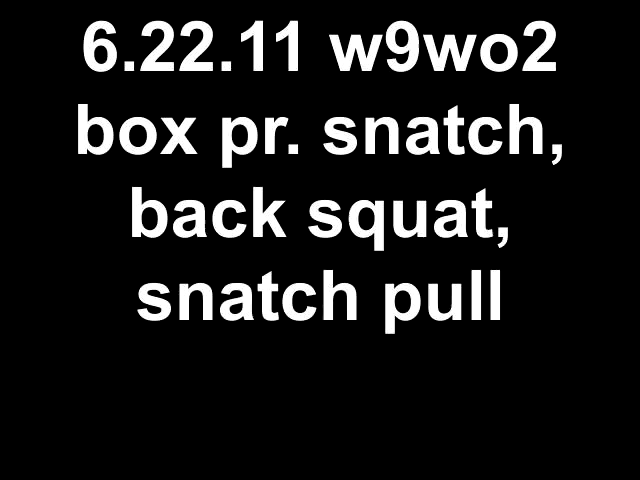 6.22.11 w9wo2
box pr. snatch,
back squat,
snatch pull